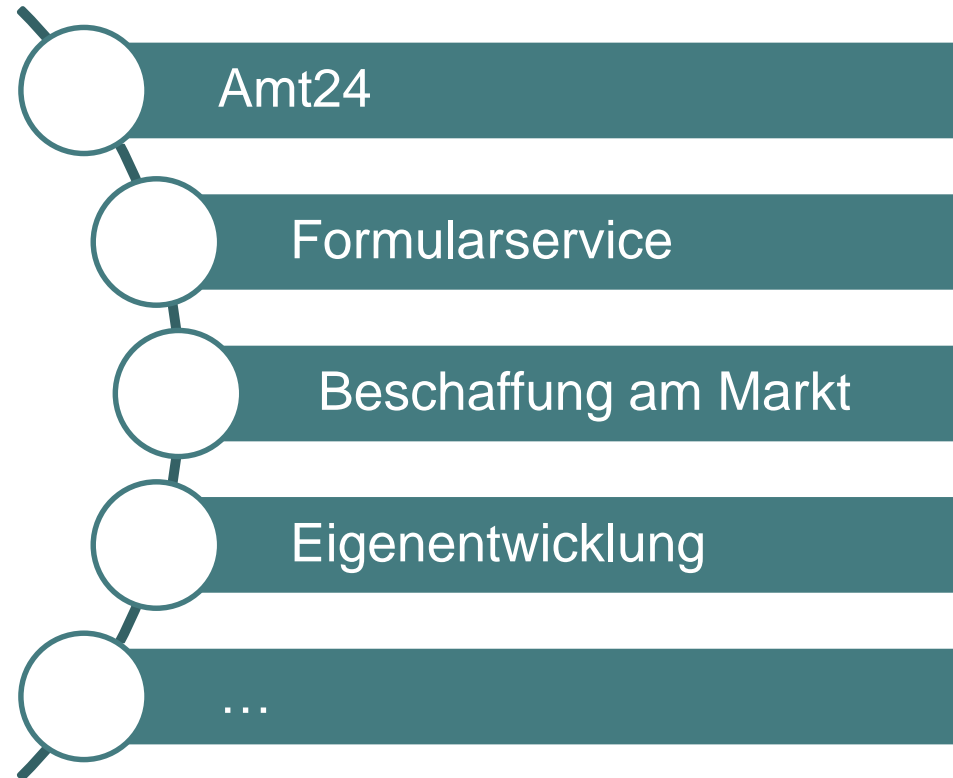 Amt24
Formularservice
Beschaffung am Markt
Eigenentwicklung
…